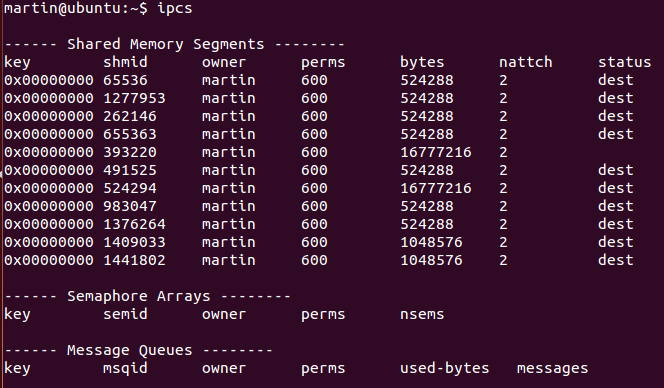 martin@ubuntu:~$ ipcs
------ Shared Memory Segments --------
key        shmid      owner      perms      bytes      nattch     status
0x00000000 65536      martin     600        524288     2          dest
0x00000000 1277953    martin     600        524288     2          dest
0x00000000 262146     martin     600        524288     2          dest
0x00000000 655363     martin     600        524288     2          dest
0x00000000 393220     martin     600        16777216   2
0x00000000 491525     martin     600        524288     2          dest
0x00000000 524294     martin     600        16777216   2          dest
0x00000000 983047     martin     600        524288     2          dest
0x00000000 1376264    martin     600        524288     2          dest
0x00000000 1409033    martin     600        1048576    2          dest
0x00000000 1441802    martin     600        1048576    2          dest
------ Semaphore Arrays --------
key        semid      owner      perms      nsems
------ Message Queues --------
key        msqid      owner      perms      used-bytes   messages